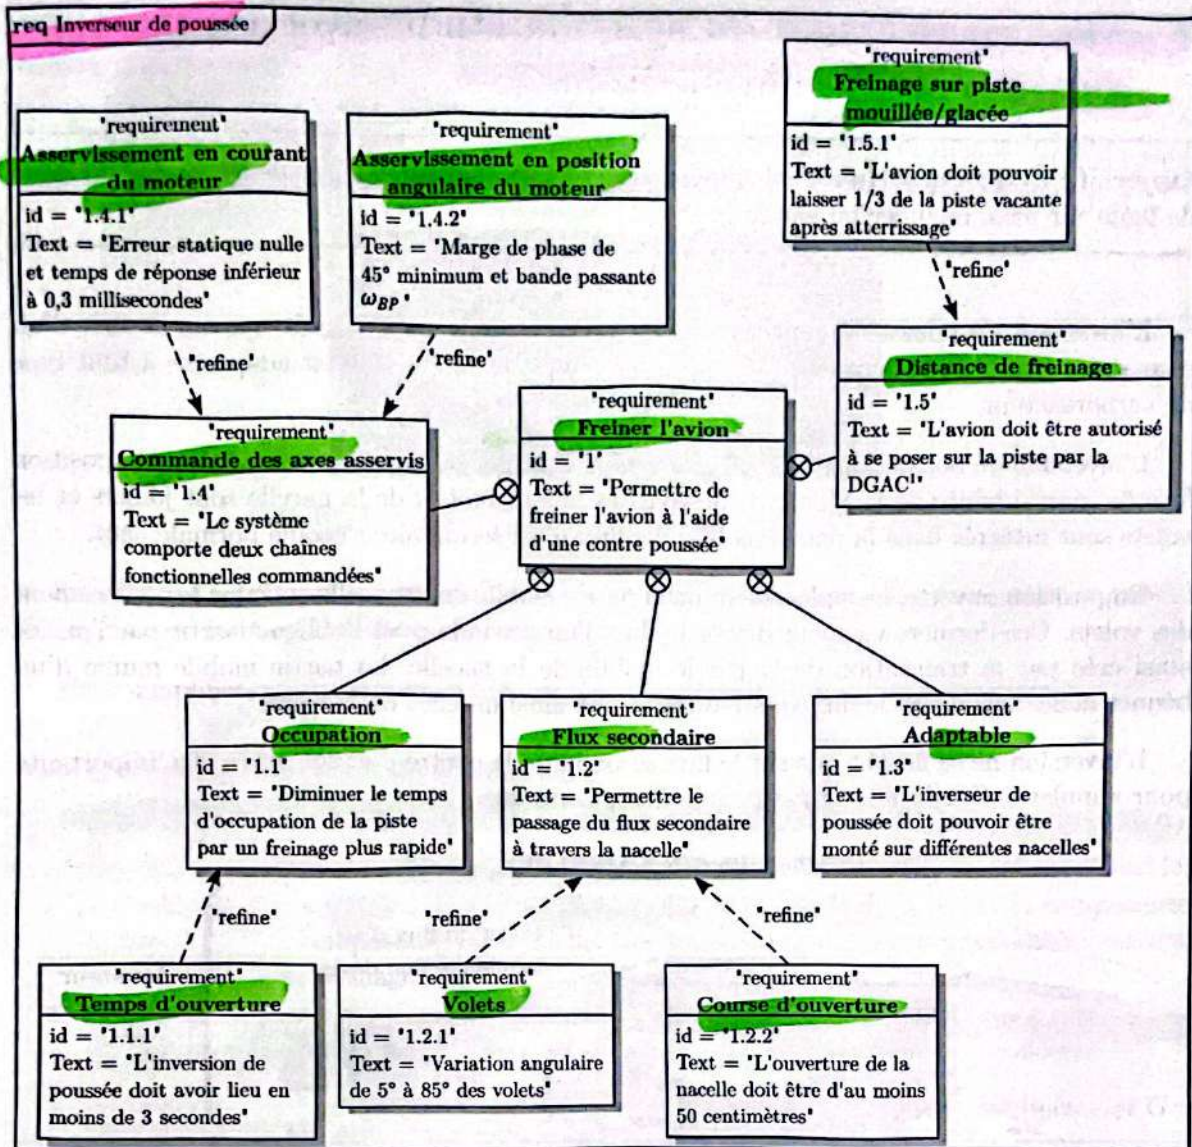 req Inverseur de poussée
"requirement"
Freinage sur piste
mouillée/glacée
id = "1.5.1"
Text = "L'avion doit pouvoir
laisser 1/3 de la piste vacante
après atterrissage"
"requirement"
Asservissement en courant
du moteur
id = "1.4.1"
Text = "Erreur statique nulle
et temps de réponse inférieur
à 0,3 millisecondes"
"requirement"
Asservissement en position
angulaire du moteur
id = "1.4.2"
Text = "Marge de phase de
45° minimum et bande passante
ω_BP"
"refine"
"refine"
"refine"
"requirement"
Distance de freinage
id = "1.5"
Text = "L'avion doit être autorisé
à se poser sur la piste par la
DGAC"
"requirement"
Commande des axes asservis
id = "1.4"
Text = "Le système
comporte deux chaînes
fonctionnelles commandées"
"requirement"
Freiner l'avion
id = "1"
Text = "Permettre de
freiner l'avion à l'aide
d'une contre poussée"
"requirement"
Occupation
id = "1.1"
Text = "Diminuer le temps
d'occupation de la piste
par un freinage plus rapide"
"requirement"
Flux secondaire
id = "1.2"
Text = "Permettre le
passage du flux secondaire
à travers la nacelle"
"requirement"
Adaptable
id = "1.3"
Text = "L'inverseur de
poussée doit pouvoir être
monté sur différentes nacelles"
"refine"
"refine"
"refine"
"requirement"
Temps d'ouverture
id = "1.1.1"
Text = "L'inversion de
poussée doit avoir lieu en
moins de 3 secondes"
"requirement"
Volets
id = "1.2.1"
Text = "Variation angulaire
de 5° à 85° des volets"
"requirement"
Course d'ouverture
id = "1.2.2"
Text = "L'ouverture de la
nacelle doit être d'au moins
50 centimètres"